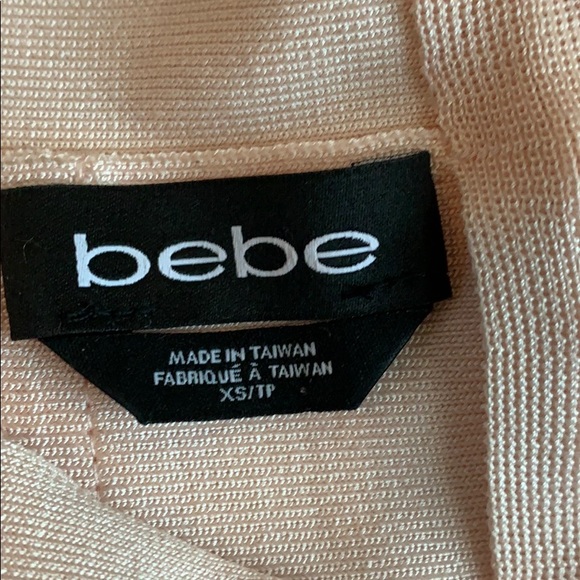 bebe
MADE IN TAIWAN
FABRIQUÉ À TAIWAN
XS/TP